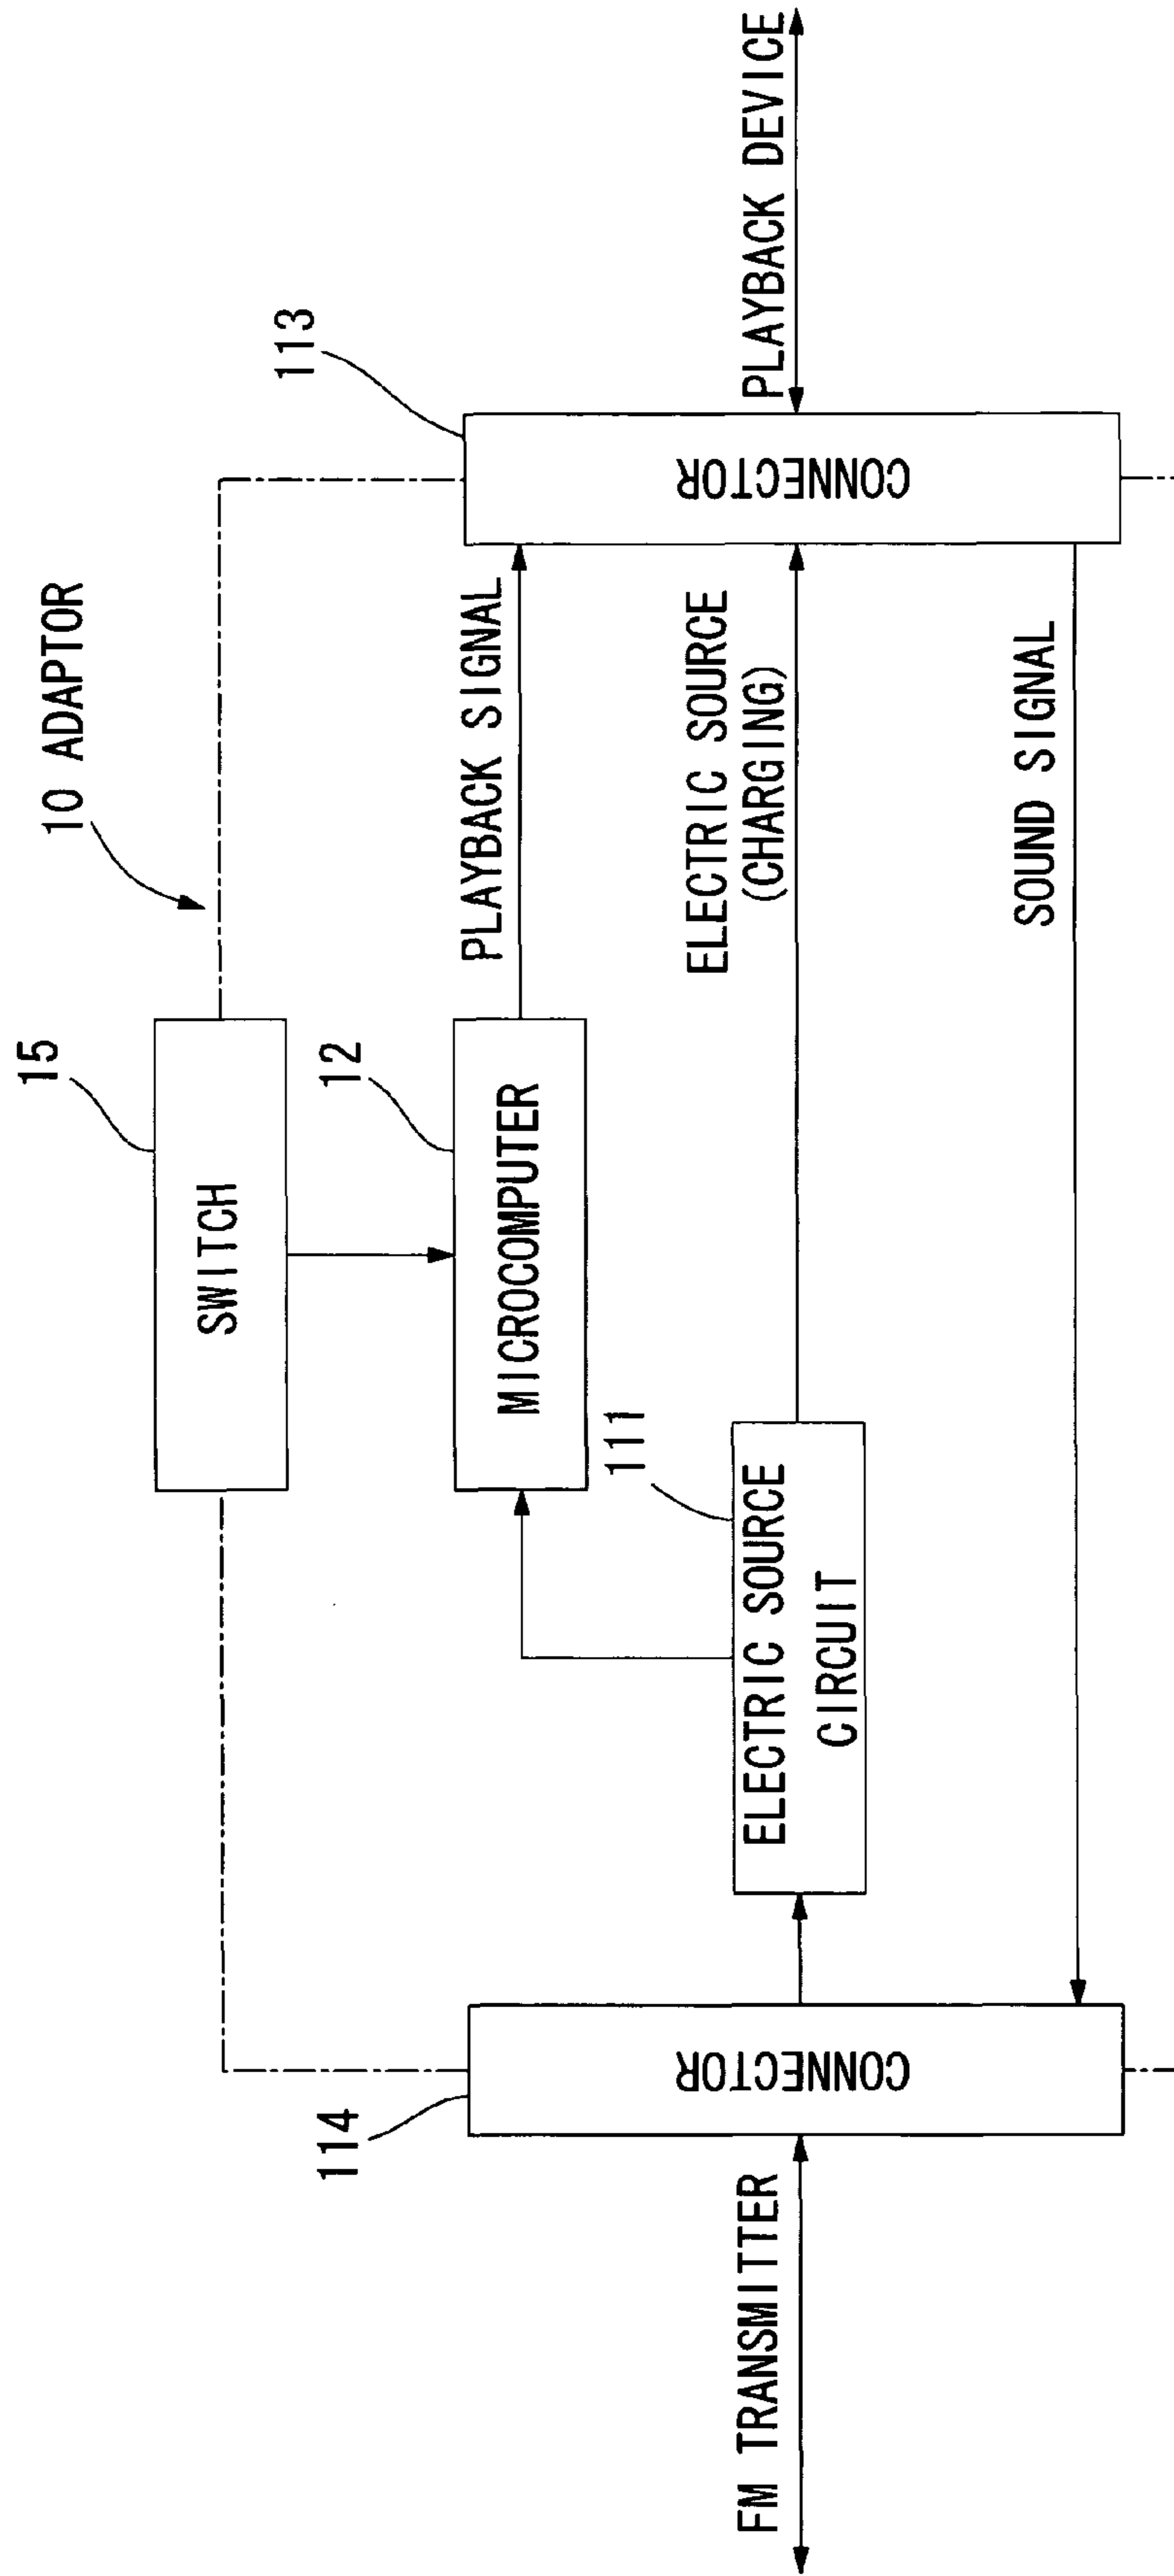 10 ADAPTOR
15
SWITCH
12
MICROCOMPUTER
PLAYBACK SIGNAL
113
CONNECTOR
PLAYBACK DEVICE
ELECTRIC SOURCE
(CHARGING)
111
ELECTRIC SOURCE
CIRCUIT
114
CONNECTOR
FM TRANSMITTER
SOUND SIGNAL